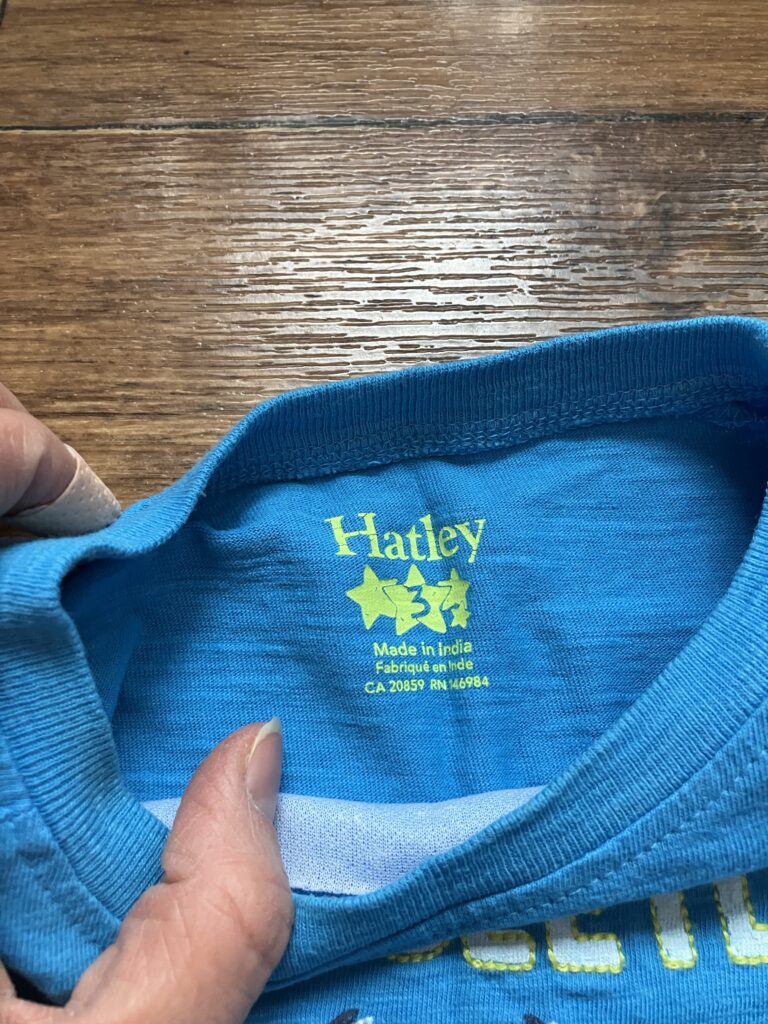 Hatley
3
Made in India
Fabriqué en Inde
CA 20859 RN 146984